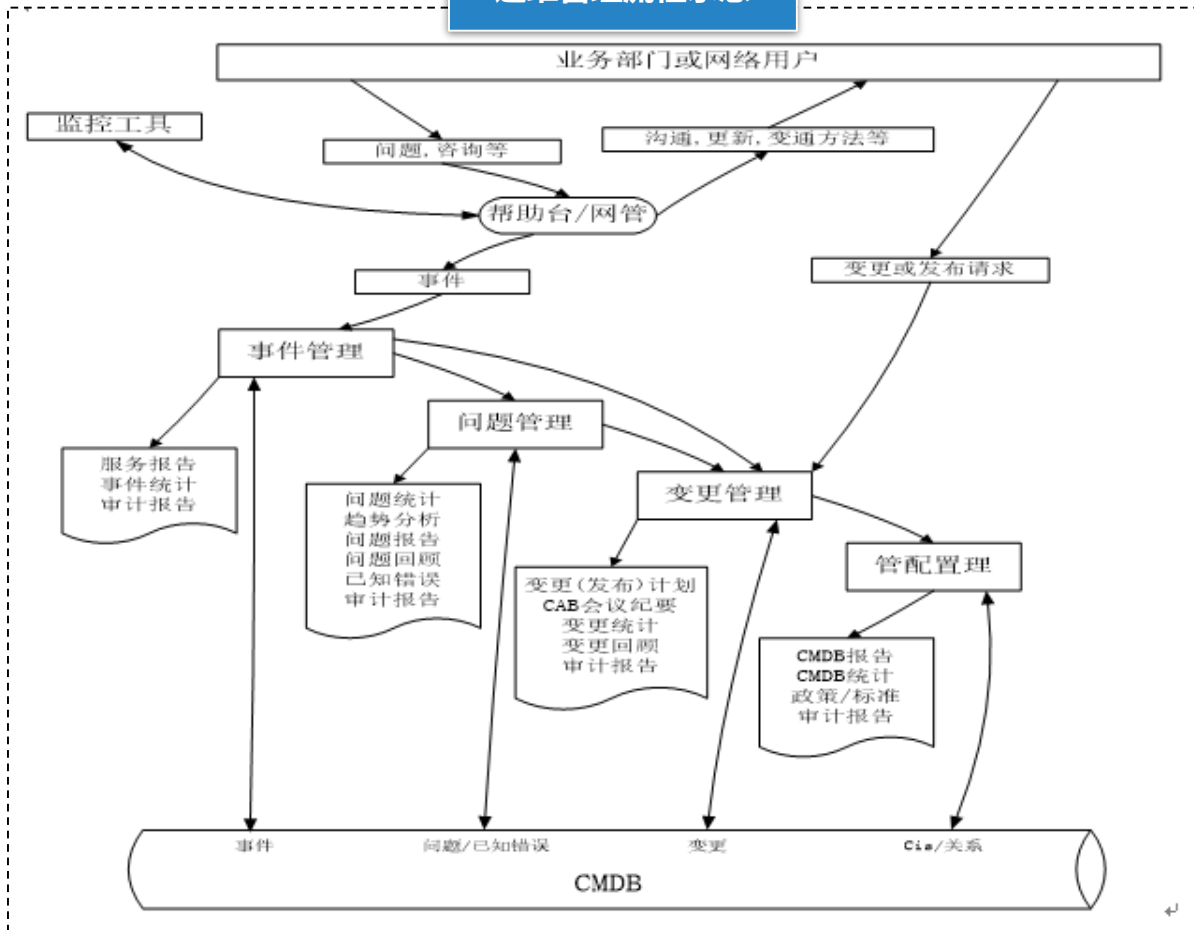 运维管理流程示意
业务部门或网络用户
监控工具
问题,咨询等
沟通,更新,变通方法等
帮助台/网管
变更或发布请求
事件
事件管理
问题管理
服务报告
事件统计
审计报告
变更管理
问题统计
趋势分析
问题报告
问题回顾
已知错误
审计报告
管配置理
变更(发布)计划
CAB会议纪要
变更统计
变更回顾
审计报告
CMDB报告
CMDB统计
政策/标准
审计报告
事件
问题/已知错误
变更
Cis/关系
CMDB